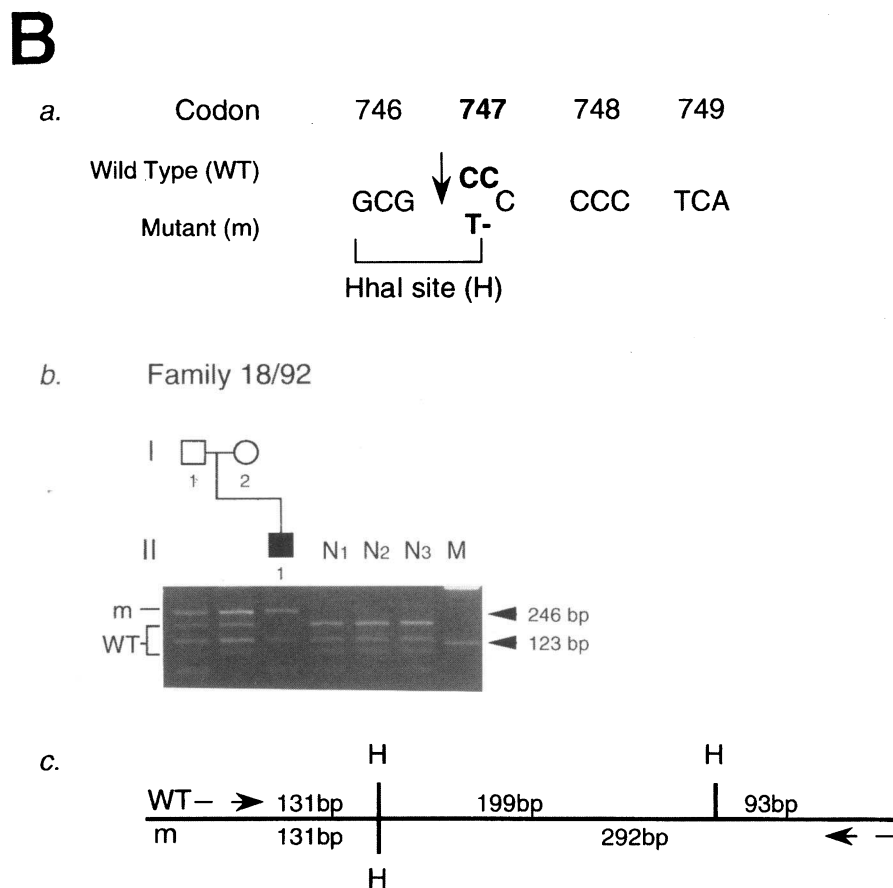 B
a. Codon 746 747 748 749
Wild Type (WT) CC
GCG C CCC TCA
Mutant (m) T-
HhaI site (H)
b. Family 18/92
I 1 2
II N1 N2 N3 M
1
m 246 bp
WT 123 bp
c. H H
WT 131bp 199bp 93bp
m 131bp 292bp
H